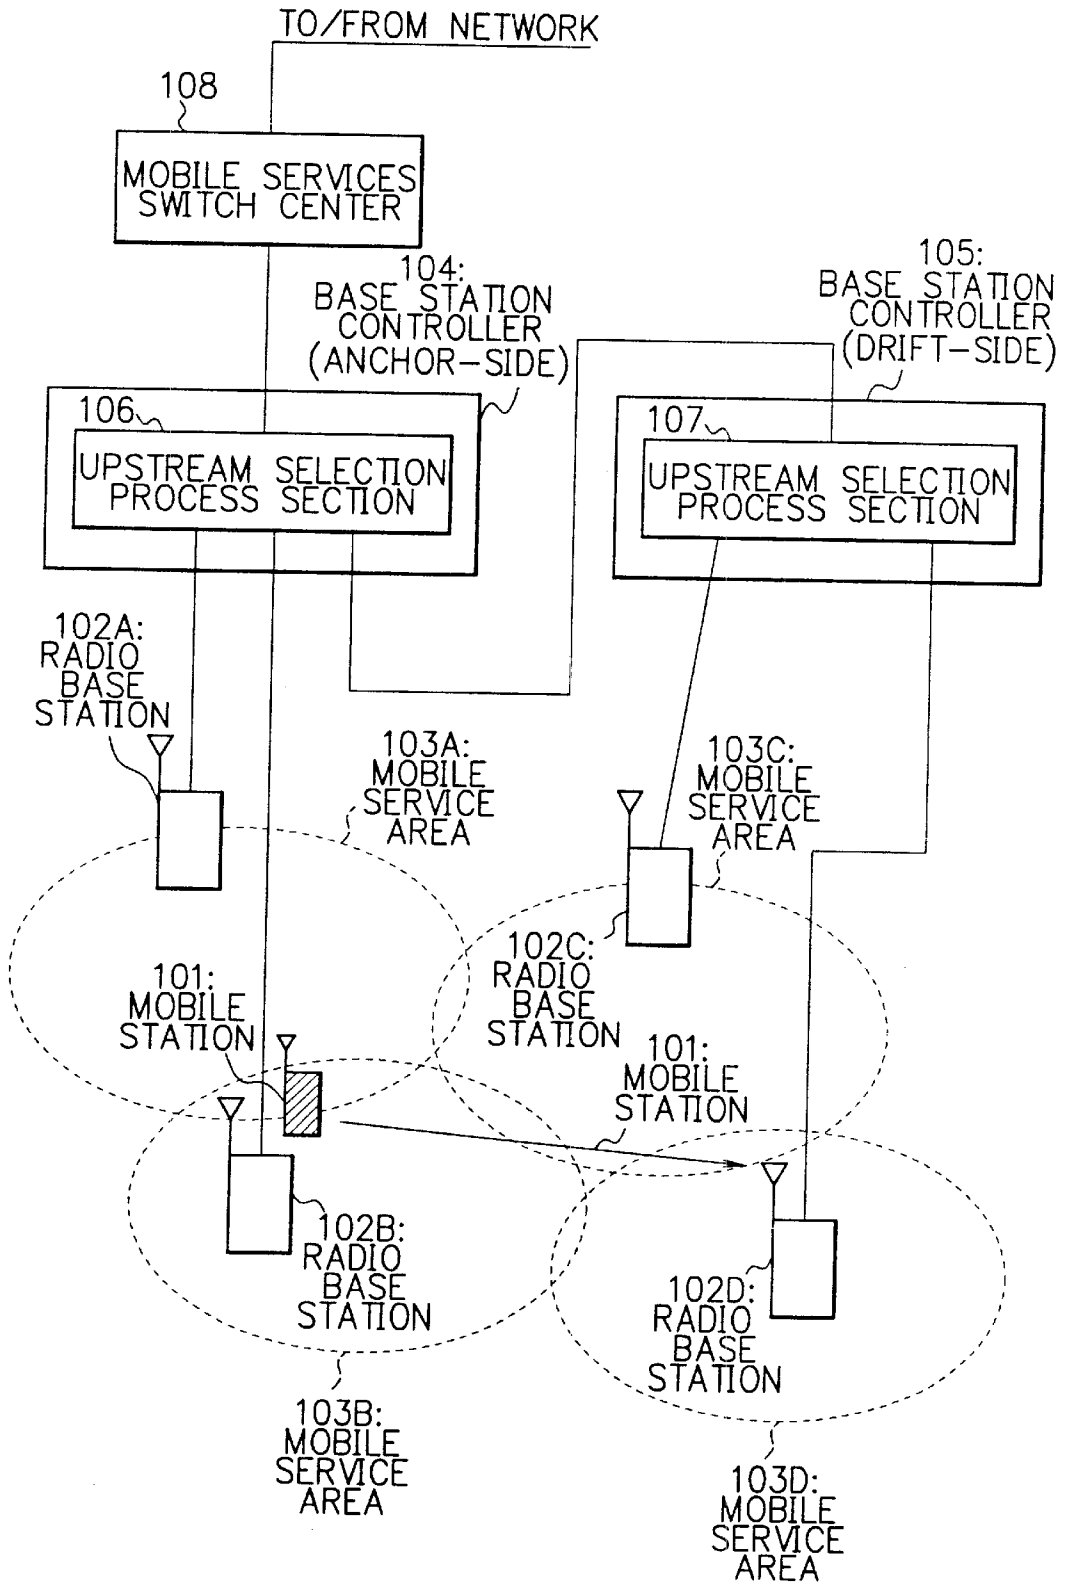 TO/FROM NETWORK
108
MOBILE SERVICES
SWITCH CENTER
104:
BASE STATION
CONTROLLER
(ANCHOR-SIDE)
105:
BASE STATION
CONTROLLER
(DRIFT-SIDE)
106
UPSTREAM SELECTION
PROCESS SECTION
107
UPSTREAM SELECTION
PROCESS SECTION
102A:
RADIO
BASE
STATION
103A:
MOBILE
SERVICE
AREA
103C:
MOBILE
SERVICE
AREA
102C:
RADIO
BASE
STATION
101:
MOBILE
STATION
101:
MOBILE
STATION
102B:
RADIO
BASE
STATION
102D:
RADIO
BASE
STATION
103B:
MOBILE
SERVICE
AREA
103D:
MOBILE
SERVICE
AREA